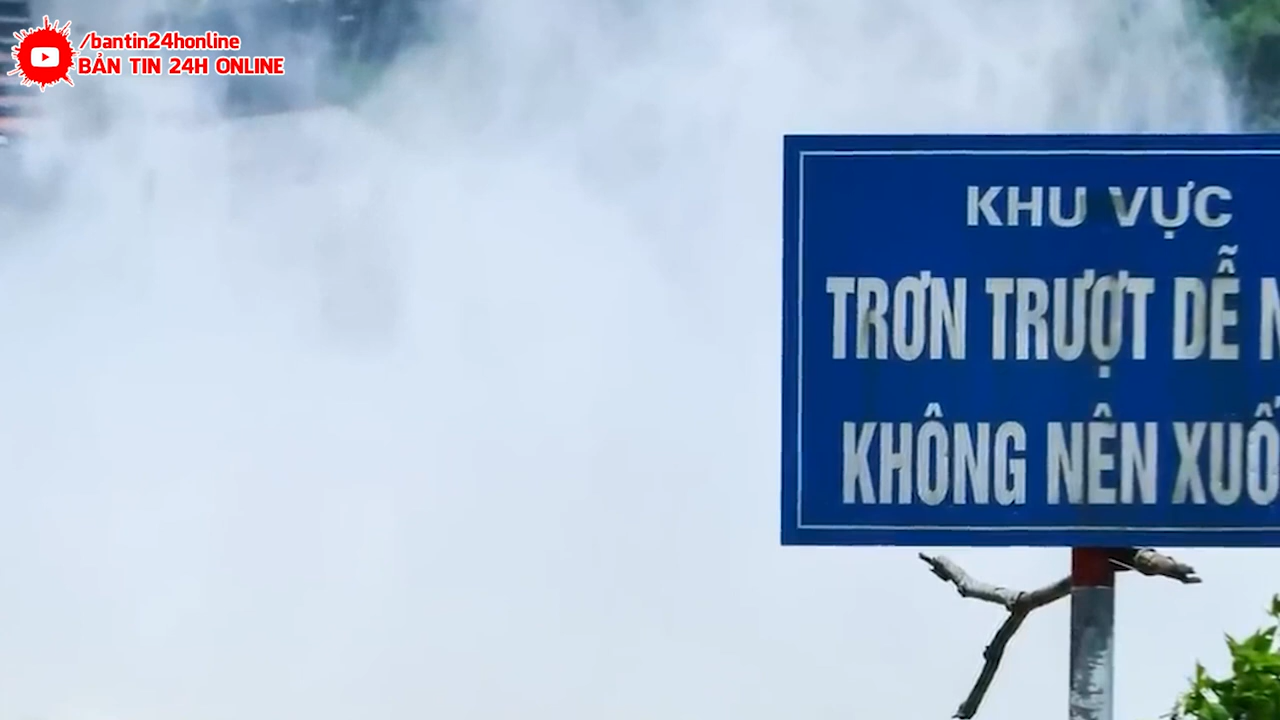 /bantin24honline
BẢN TIN 24H ONLINE
KHU VỰC
TRƠN TRƯỢT DỄ
KHÔNG NÊN